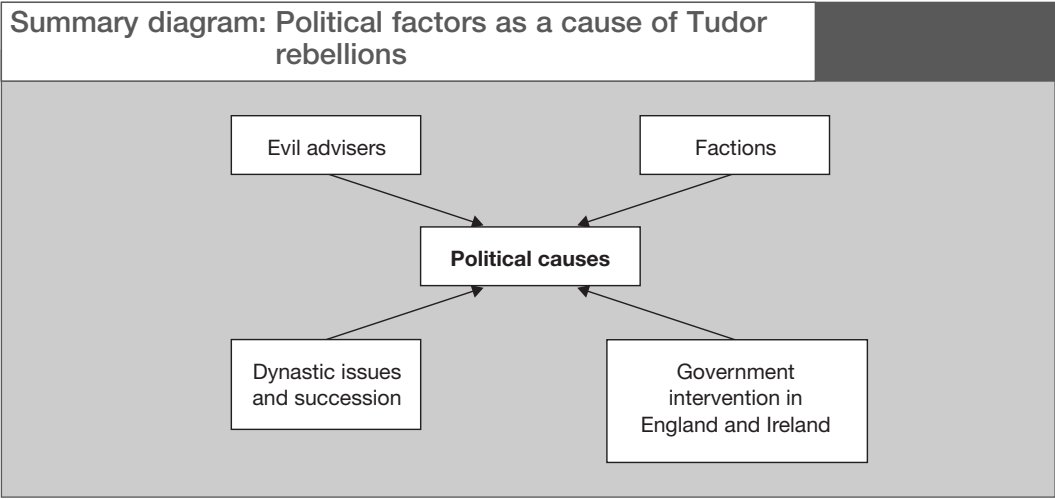 Summary diagram: Political factors as a cause of Tudor
rebellions
Evil advisers
Factions
Political causes
Dynastic issues
and succession
Government
intervention in
England and Ireland